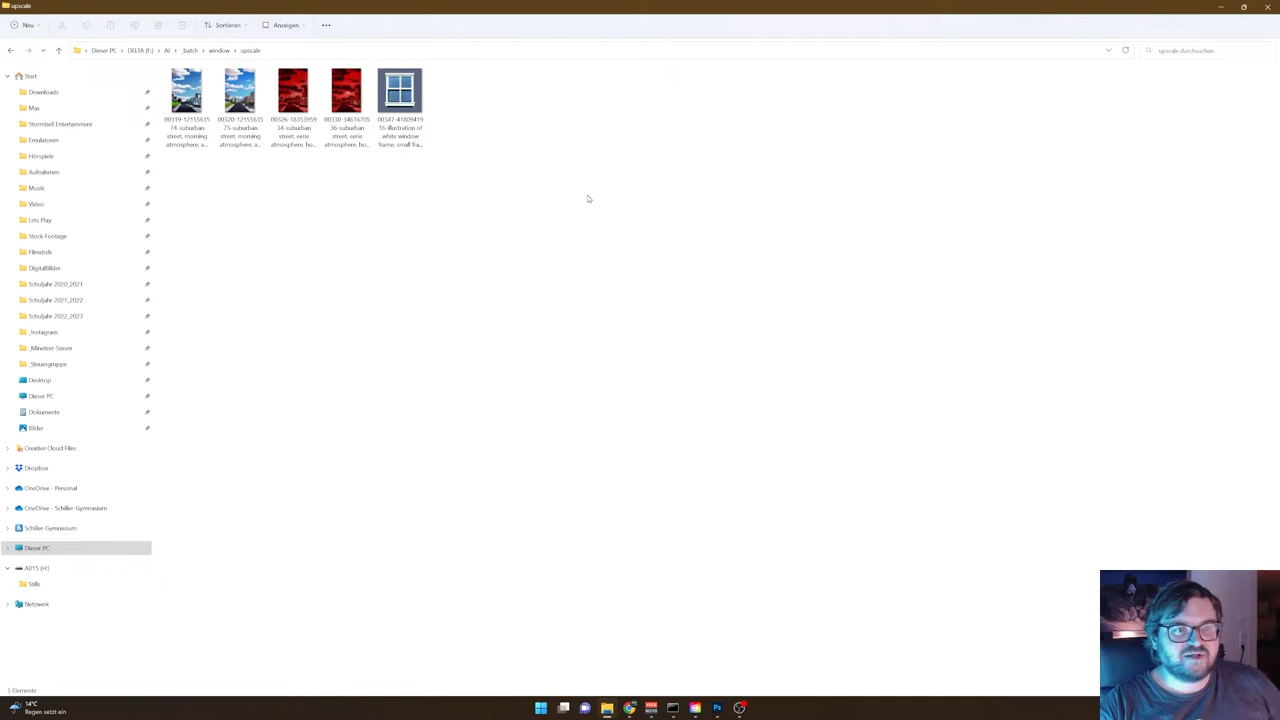 upscale
Neu
Sortieren
Anzeigen
Dieser PC > DELTA (F:) > AI > _batch > window > upscale
upscale durchsuchen
Start
Downloads
Max
Stormbell Entertainment
Emulatoren
Hörspiele
Aufnahmen
Musik
Video
Lets Play
Stock Footage
Filmdrefs
DigitalBilder
Schuljahr 2020_2021
Schuljahr 2021_2022
Schuljahr 2022_2023
_Instagram
_Minetest-Server
_Steuergruppe
Desktop
Dieser PC
Dokumente
Bilder
Creative Cloud Files
Dropbox
OneDrive - Personal
OneDrive - Schiller-Gymnasium
Schiller-Gymnasium
Dieser PC
A015 (H:)
Stills
Netzwerk
00319-12155635
74-suburban
street, morning
atmosphere, a...
00320-12155635
75-suburban
street, morning
atmosphere, a...
00326-18353959
34-suburban
street, eerie
atmosphere, ho...
00330-34616705
36-suburban
street, eerie
atmosphere, ho...
00347-41809419
16-illustration of
white window
Name, small fra...
5 Elemente
14°C
Regen setzt ein